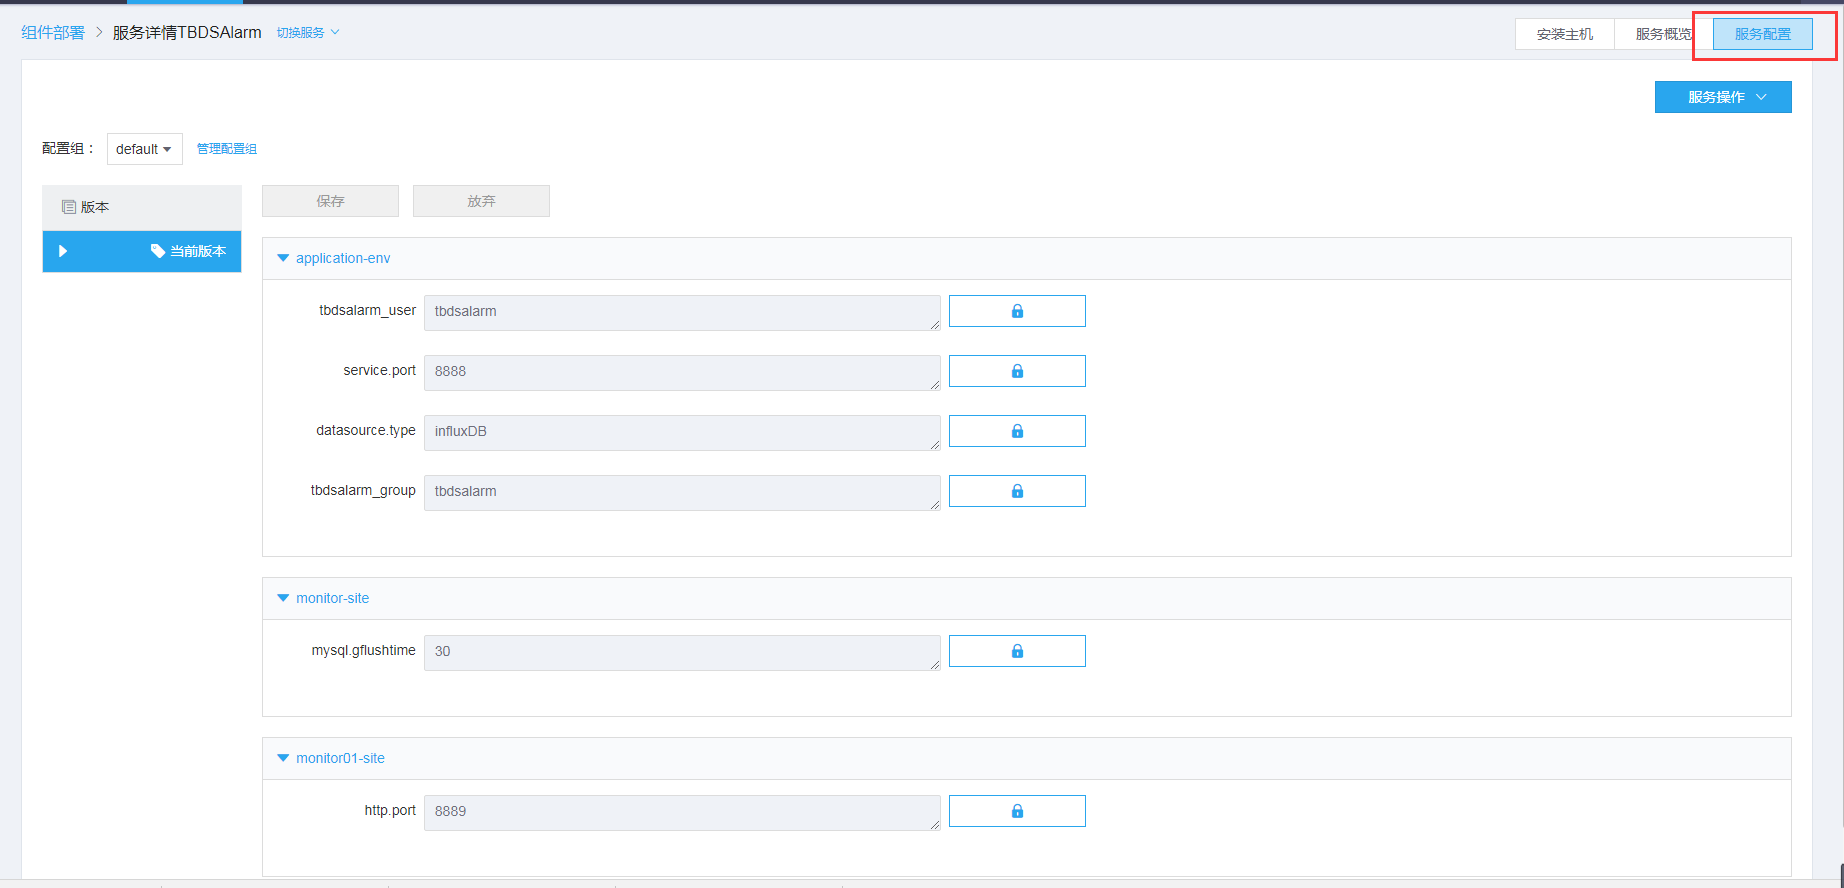 组件部署 > 服务详情TBDSAlarm 切换服务
安装主机 服务概览 服务配置
服务操作
配置组： default 管理配置组
版本
当前版本
保存 放弃
application-env
tbdsalarm_user tbdsalarm
service.port 8888
datasource.type influxDB
tbdsalarm_group tbdsalarm
monitor-site
mysql.gflushtime 30
monitor01-site
http.port 8889